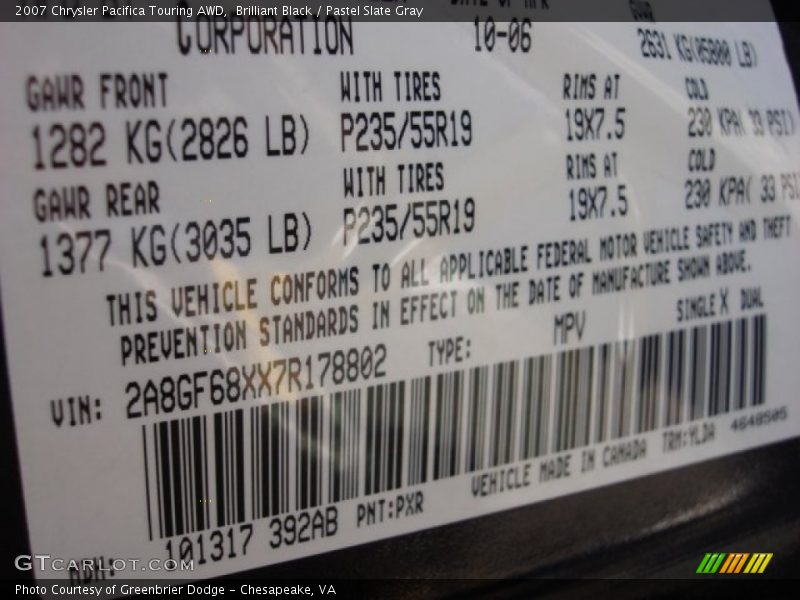 2007 Chrysler Pacifica Touring AWD, Brilliant Black / Pastel Slate Gray
CORPORATION 10-06 2631 KG(05800 LB)
GAWR FRONT WITH TIRES RIMS AT COLD
1282 KG(2826 LB) P235/55R19 19X7.5 230 KPA( 33 PSI)
GAWR REAR WITH TIRES RIMS AT COLD
1377 KG(3035 LB) P235/55R19 19X7.5 230 KPA( 33 PSI
THIS VEHICLE CONFORMS TO ALL APPLICABLE FEDERAL MOTOR VEHICLE SAFETY AND THEFT
PREVENTION STANDARDS IN EFFECT ON THE DATE OF MANUFACTURE SHOWN ABOVE.
VIN: 2A8GF68XX7R178802 TYPE: MPV SINGLE X DUAL
VEHICLE MADE IN CANADA TRM:YLDA 4648505
MDH: 101317 392AB PNT:PXR
GTCARLOT.COM
Photo Courtesy of Greenbrier Dodge – Chesapeake, VA